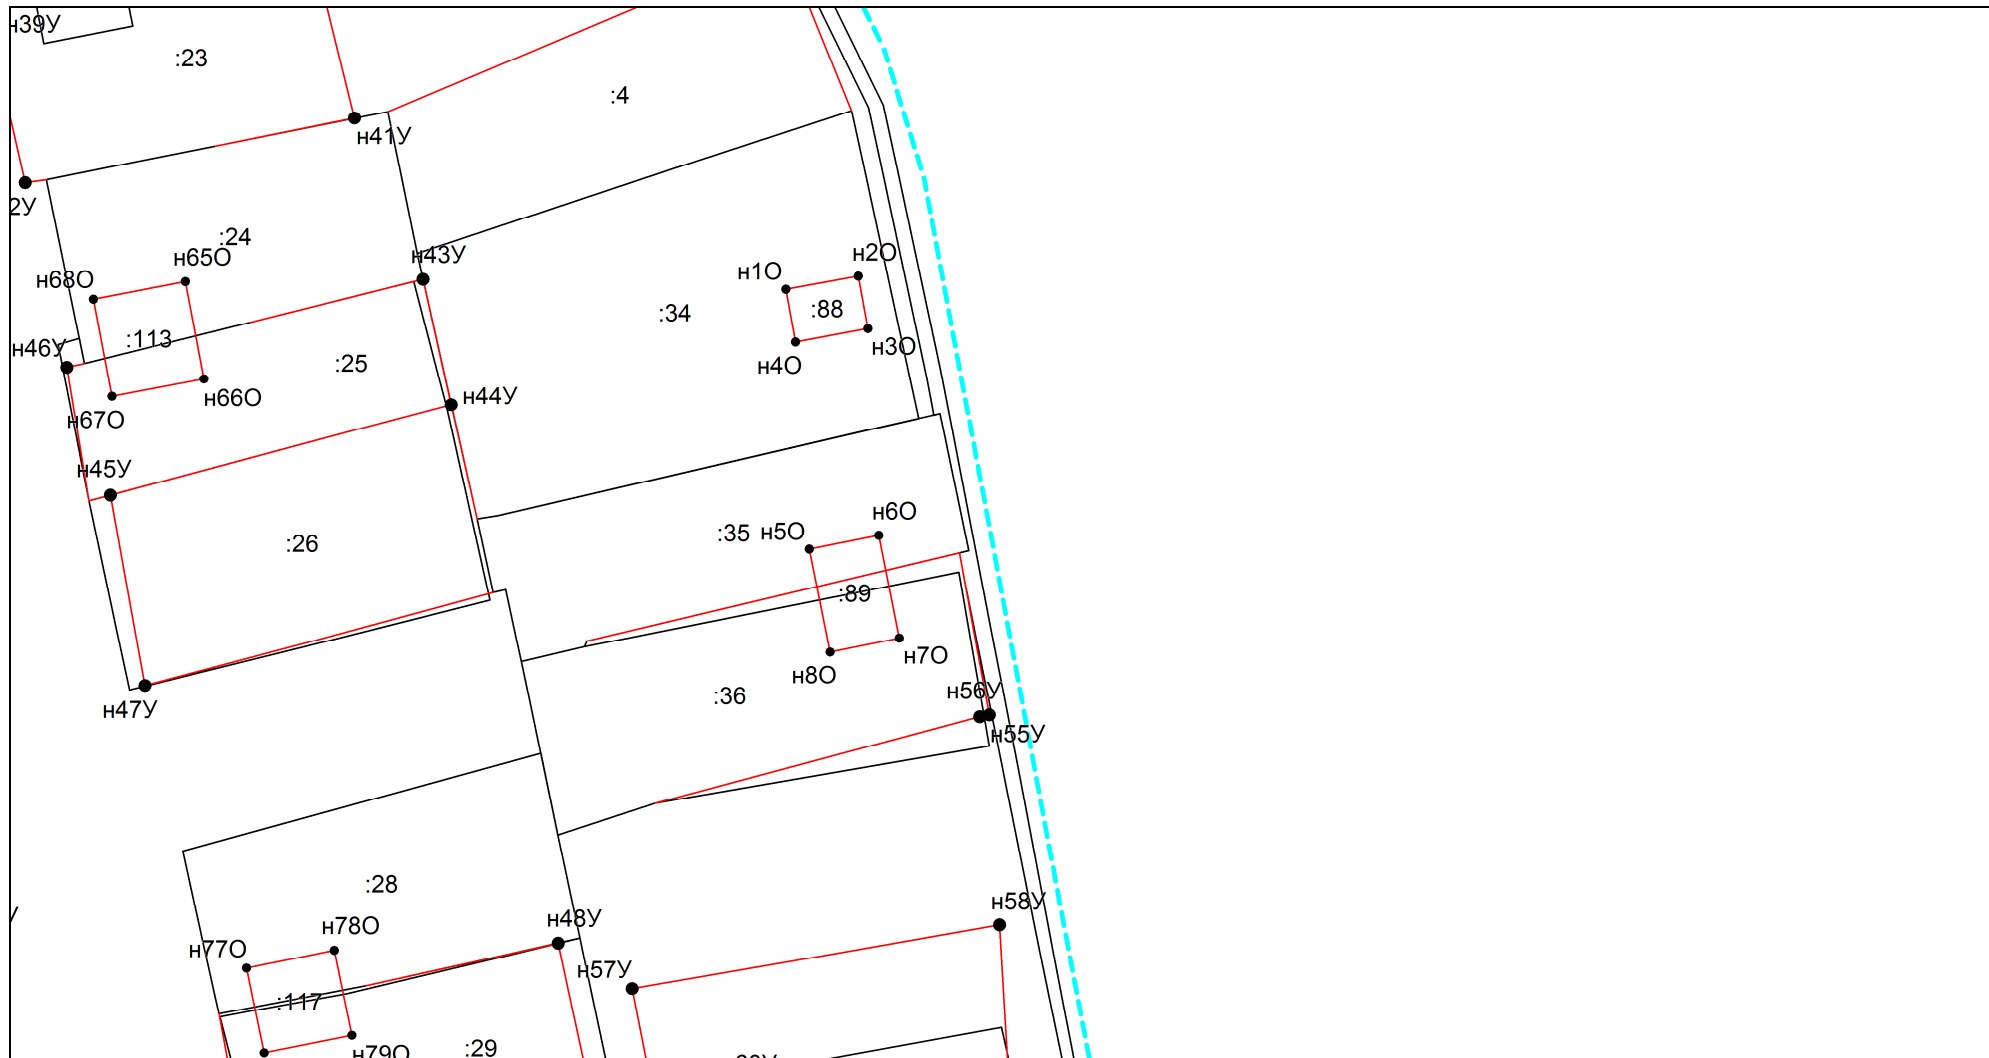 н39У
:23
:4
н41У
2У
:24
н65О
н43У
н68О
н2О
н1О
:88
:34
:113
н46У
н3О
:25
н4О
н66О
н44У
н67О
н45У
н6О
:35
н5О
:26
:89
н7О
н8О
н56У
:36
н47У
н55У
:28
н58У
н48У
н78О
н77О
н57У
:117
:29
н79О